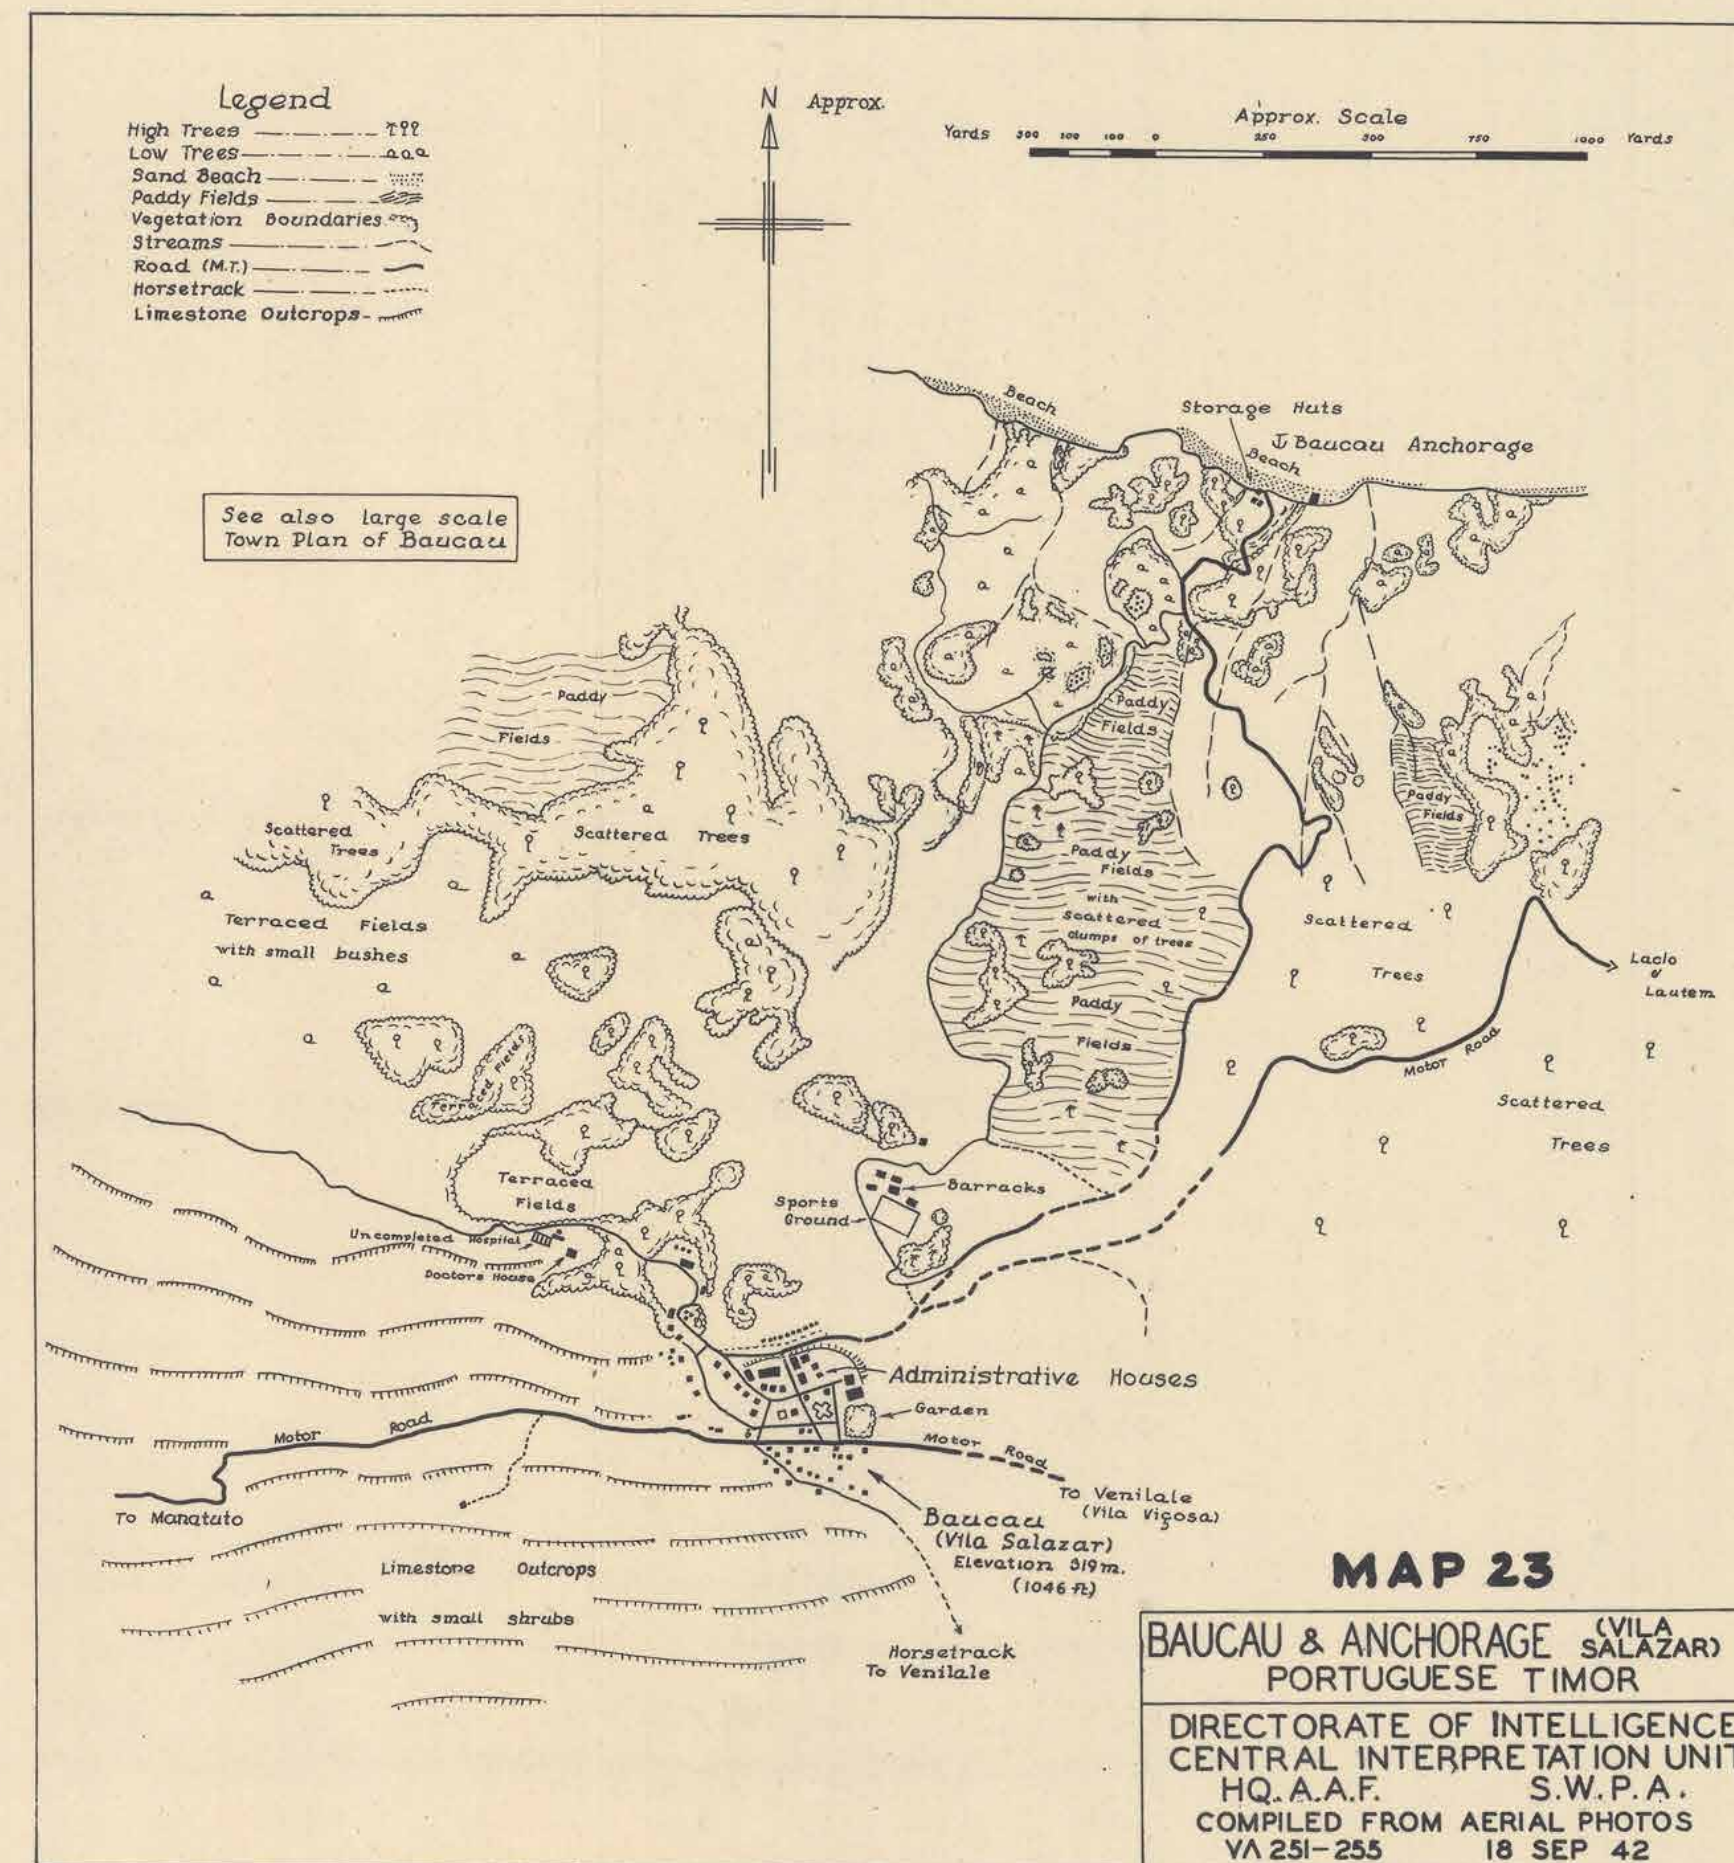 Legend
High Trees
Low Trees
Sand Beach
Paddy Fields
Vegetation Boundaries
Streams
Road (M.T.)
Horsetrack
Limestone Outcrops
N Approx.
Approx. Scale
Yards 300 100 100 0 250 500 750 1000 Yards
See also large scale
Town Plan of Baucau
Beach
Storage Huts
Baucau Anchorage
Beach
Paddy
Fields
Paddy
Fields
Paddy
Fields
Scattered
Trees
Scattered Trees
Paddy
Fields
with
scattered
clumps of trees
Paddy
Fields
Terraced Fields
with small bushes
Scattered
Trees
Laclo
&
Lautem
Motor Road
Scattered
Trees
Terraced Fields
Terraced
Fields
Barracks
Sports
Ground
Uncompleted Hospital
Doctors House
Administrative Houses
Garden
Motor Road
Motor Road
To Manatuto
To Venilale
(Vila Viçosa)
Baucau
(Vila Salazar)
Elevation 319 m.
(1046 ft)
Limestone Outcrops
with small shrubs
Horsetrack
To Venilale
MAP 23
BAUCAU & ANCHORAGE (VILA SALAZAR)
PORTUGUESE TIMOR
DIRECTORATE OF INTELLIGENCE
CENTRAL INTERPRETATION UNIT
HQ. A.A.F. S.W.P.A.
COMPILED FROM AERIAL PHOTOS
VA 251-255 18 SEP 42